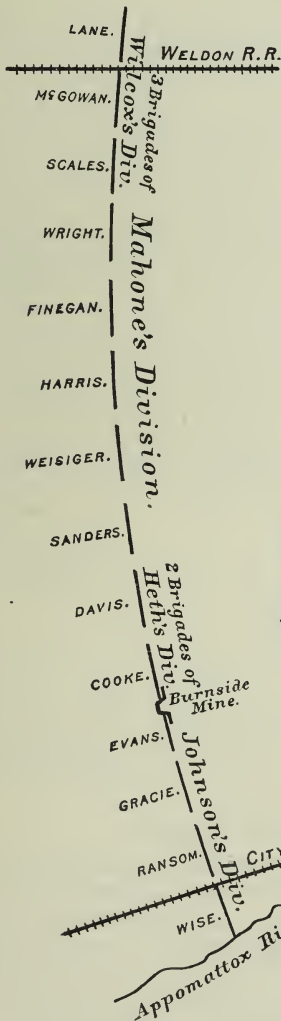 LANE.
WELDON R.R.
3 Brigades of
Wilcox's Div.
McGOWAN.
SCALES.
WRIGHT.
Mahone's Division.
FINEGAN.
HARRIS.
WEISIGER.
SANDERS.
DAVIS.
2 Brigades of
Heth's Div.
COOKE.
Burnside
Mine.
EVANS.
Johnson's Div.
GRACIE.
RANSOM.
CITY
WISE.
Appomattox Ri